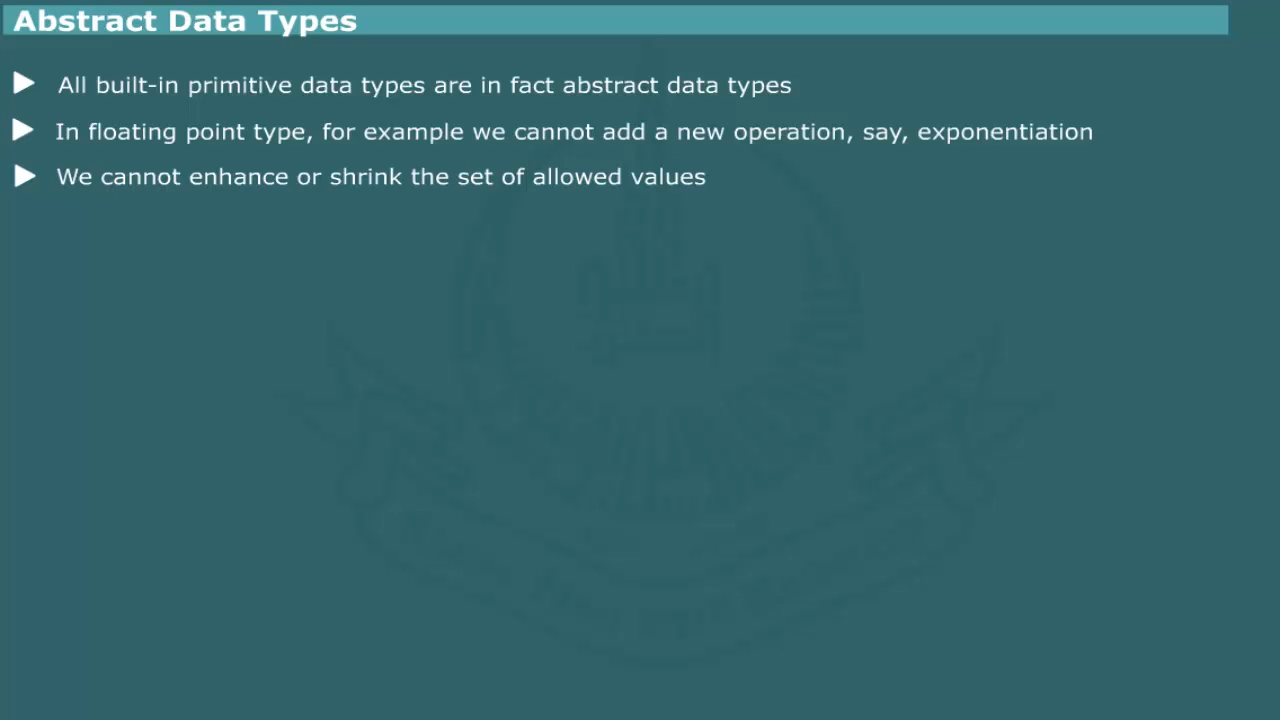 Abstract Data Types
All built-in primitive data types are in fact abstract data types
In floating point type, for example we cannot add a new operation, say, exponentiation
We cannot enhance or shrink the set of allowed values